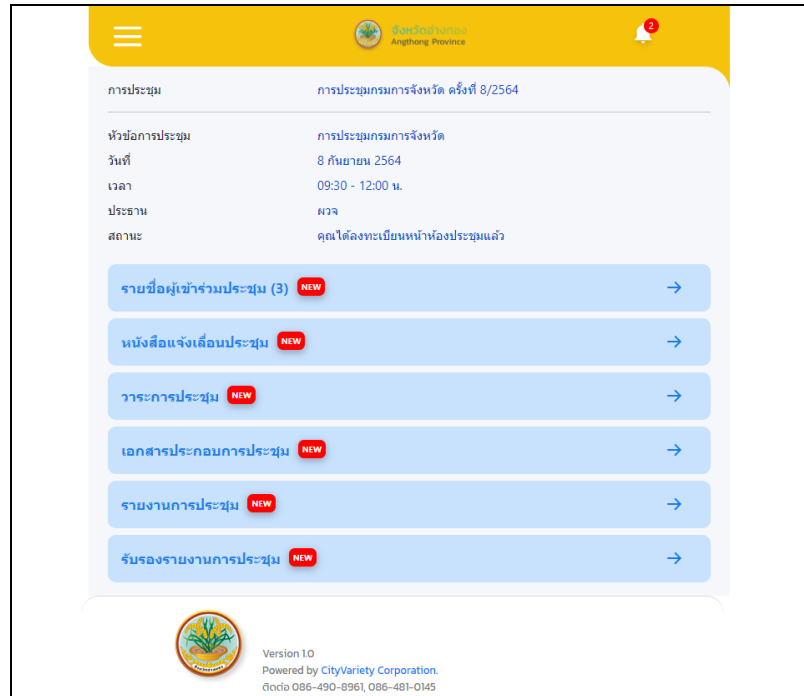 จังหวัดอ่างทอง
Angthong Province
2
การประชุม การประชุมกรมการจังหวัด ครั้งที่ 8/2564
หัวข้อการประชุม การประชุมกรมการจังหวัด
วันที่ 8 กันยายน 2564
เวลา 09:30 - 12:00 น.
ประธาน ผวจ
สถานะ คุณได้ลงทะเบียนหน้าห้องประชุมแล้ว
รายชื่อผู้เข้าร่วมประชุม (3) NEW
หนังสือแจ้งเลื่อนประชุม NEW
วาระการประชุม NEW
เอกสารประกอบการประชุม NEW
รายงานการประชุม NEW
รับรองรายงานการประชุม NEW
Version 1.0
Powered by CityVariety Corporation.
ติดต่อ 086-490-8961, 086-481-0145